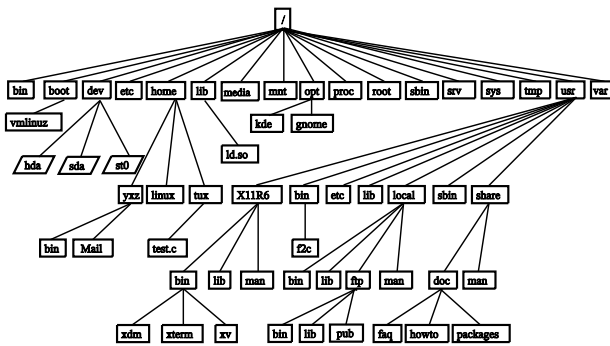 /
bin boot dev etc home lib media mnt opt proc root sbin srv sys tmp usr var
vmlinuz kde gnome
ld.so
hda sda st0
yxz linux tux X11R6 bin etc lib local sbin share
bin Mail test.c f2c
bin lib man bin lib ftp man doc man
xdm xterm xv bin lib pub faq howto packages